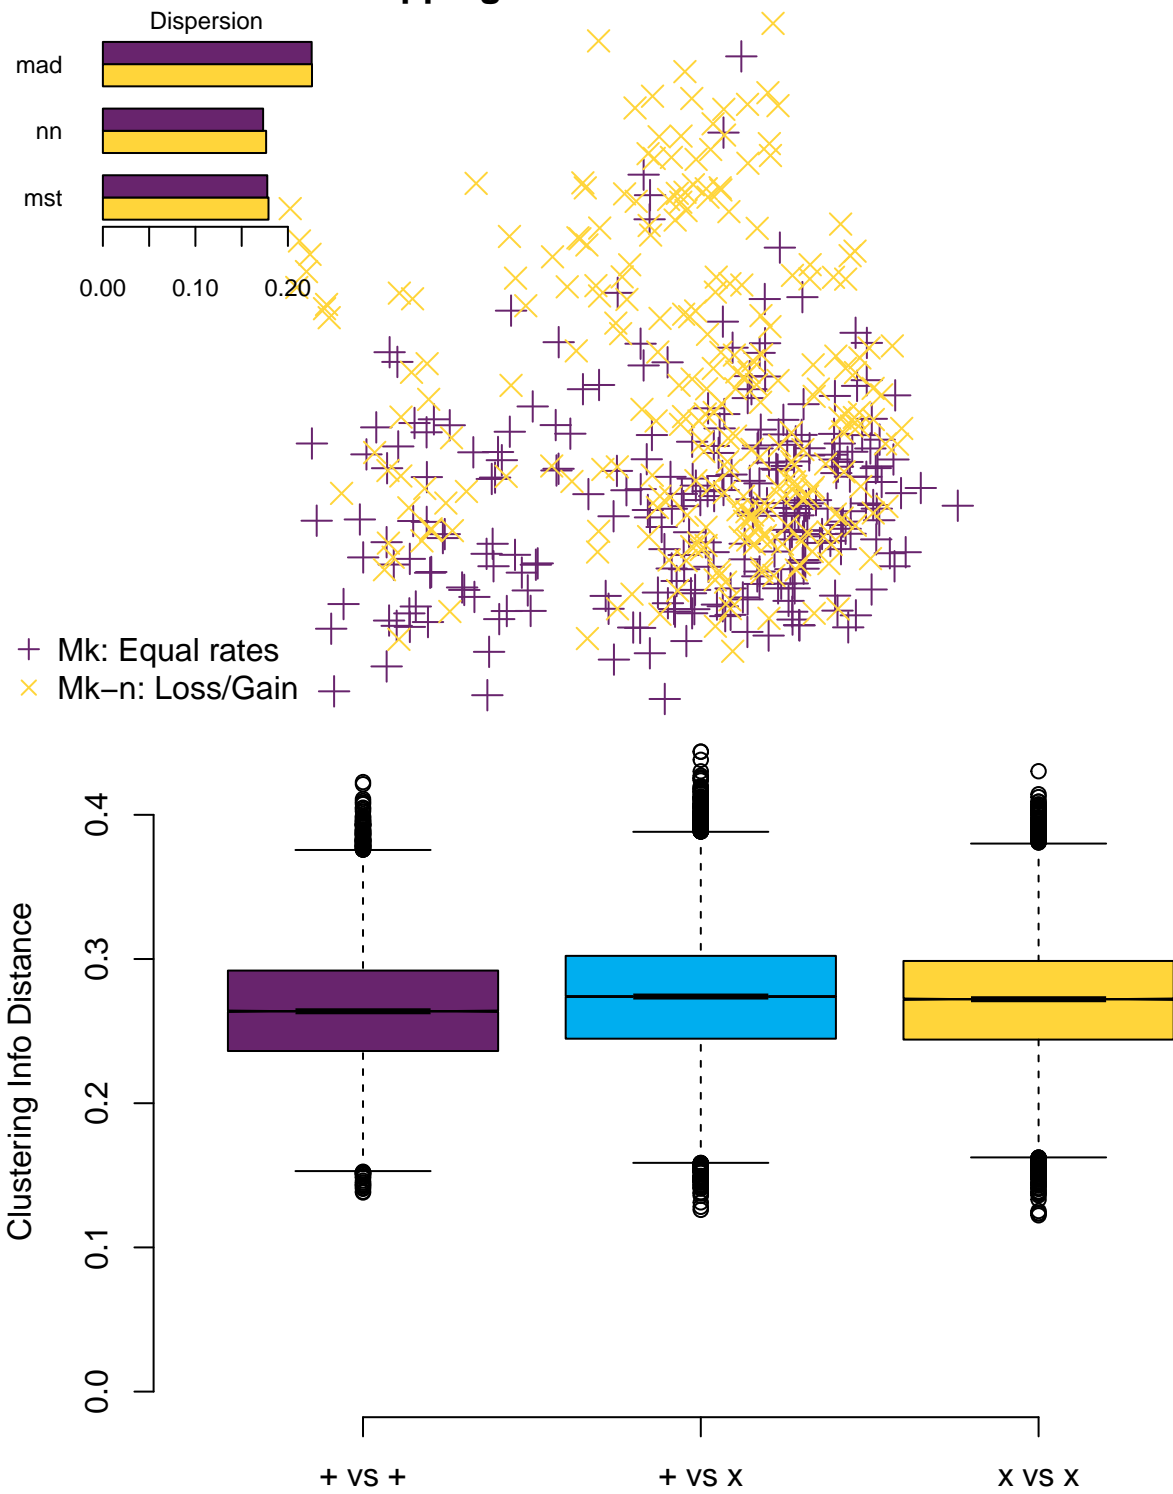 Dispersion
mad
nn
mst
0.00 0.10 0.20
+ Mk: Equal rates
× Mk−n: Loss/Gain
Clustering Info Distance
0.4
0.3
0.2
0.1
0.0
+ vs +
+ vs x
x vs x